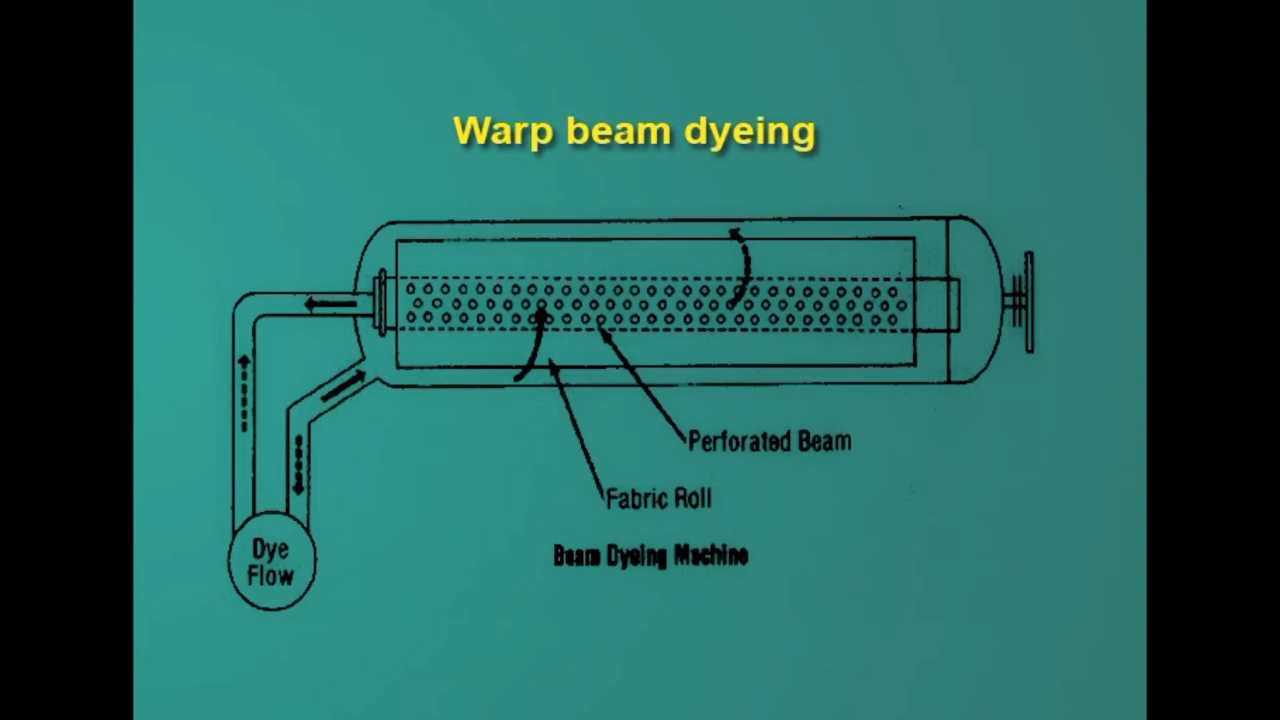 Warp beam dyeing
Perforated Beam
Fabric Roll
Beam Dyeing Machine
Dye
Flow